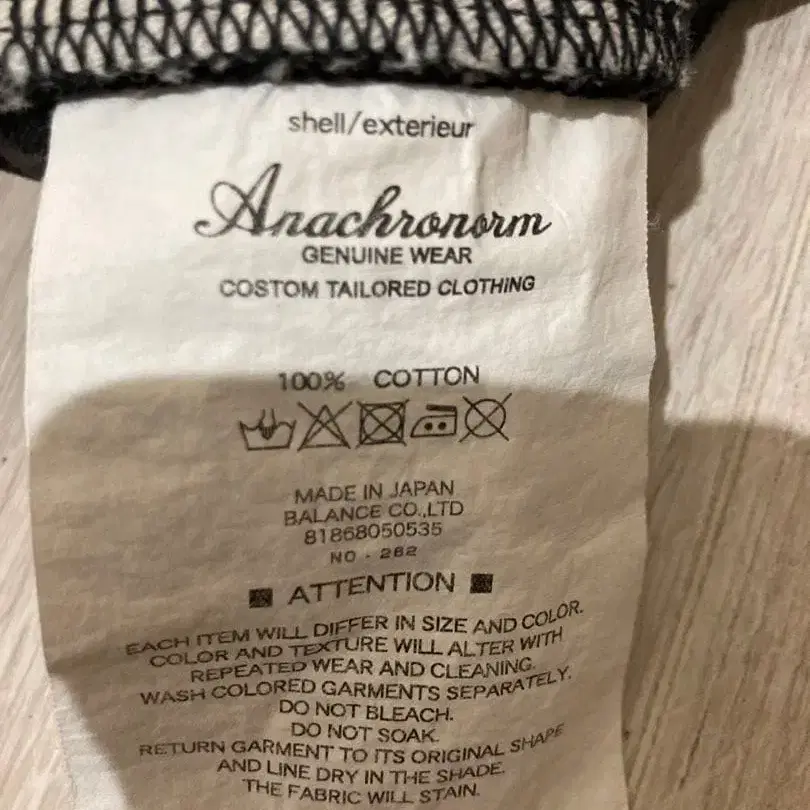 shell/exterieur
Anachronorm
GENUINE WEAR
COSTOM TAILORED CLOTHING
100% COTTON
MADE IN JAPAN
BALANCE CO.,LTD
81868050535
NO - 262
ATTENTION
EACH ITEM WILL DIFFER IN SIZE AND COLOR.
COLOR AND TEXTURE WILL ALTER WITH
REPEATED WEAR AND CLEANING.
WASH COLORED GARMENTS SEPARATELY.
DO NOT BLEACH.
DO NOT SOAK.
RETURN GARMENT TO ITS ORIGINAL SHAPE
AND LINE DRY IN THE SHADE.
THE FABRIC WILL STAIN.